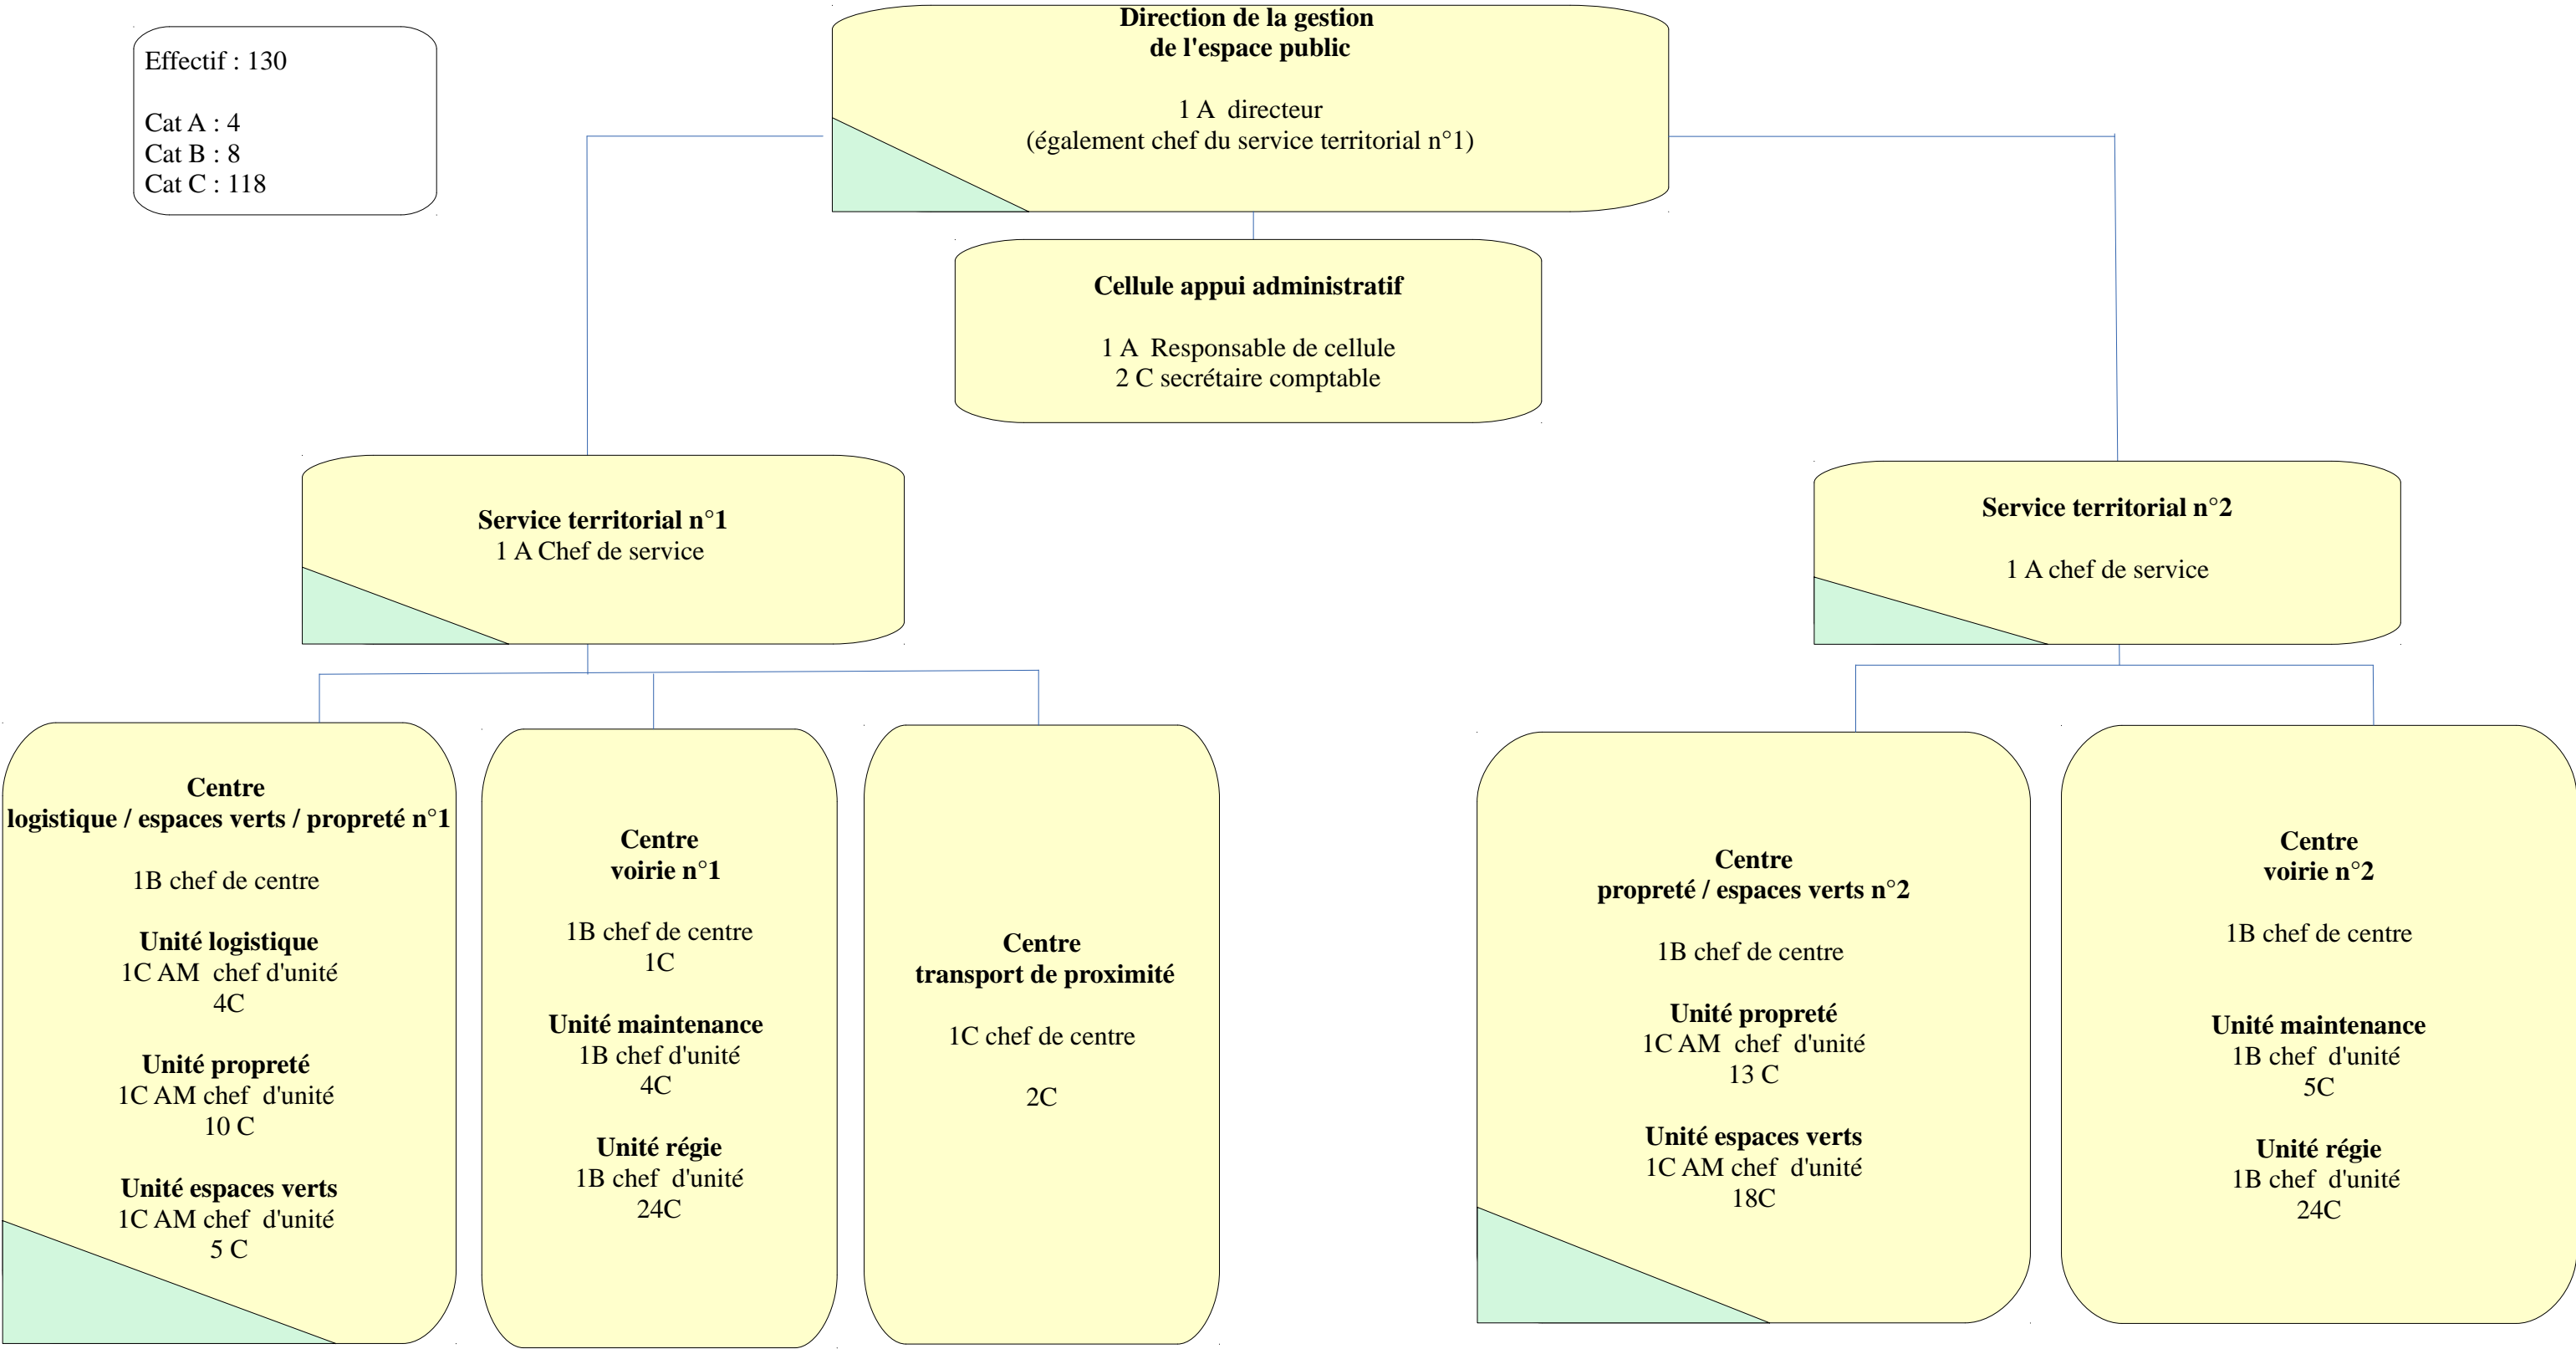 Effectif : 130
Cat A : 4
Cat B : 8
Cat C : 118
Direction de la gestion
de l'espace public
1 A directeur
(également chef du service territorial n°1)
Cellule appui administratif
1 A Responsable de cellule
2 C secrétaire comptable
Service territorial n°1
1 A Chef de service
Service territorial n°2
1 A chef de service
Centre
logistique / espaces verts / propreté n°1
1B chef de centre
Unité logistique
1C AM chef d'unité
4C
Unité propreté
1C AM chef d'unité
10 C
Unité espaces verts
1C AM chef d'unité
5 C
Centre
voirie n°1
1B chef de centre
1C
Unité maintenance
1B chef d'unité
4C
Unité régie
1B chef d'unité
24C
Centre
transport de proximité
1C chef de centre
2C
Centre
propreté / espaces verts n°2
1B chef de centre
Unité propreté
1C AM chef d'unité
13 C
Unité espaces verts
1C AM chef d'unité
18C
Centre
voirie n°2
1B chef de centre
Unité maintenance
1B chef d'unité
5C
Unité régie
1B chef d'unité
24C